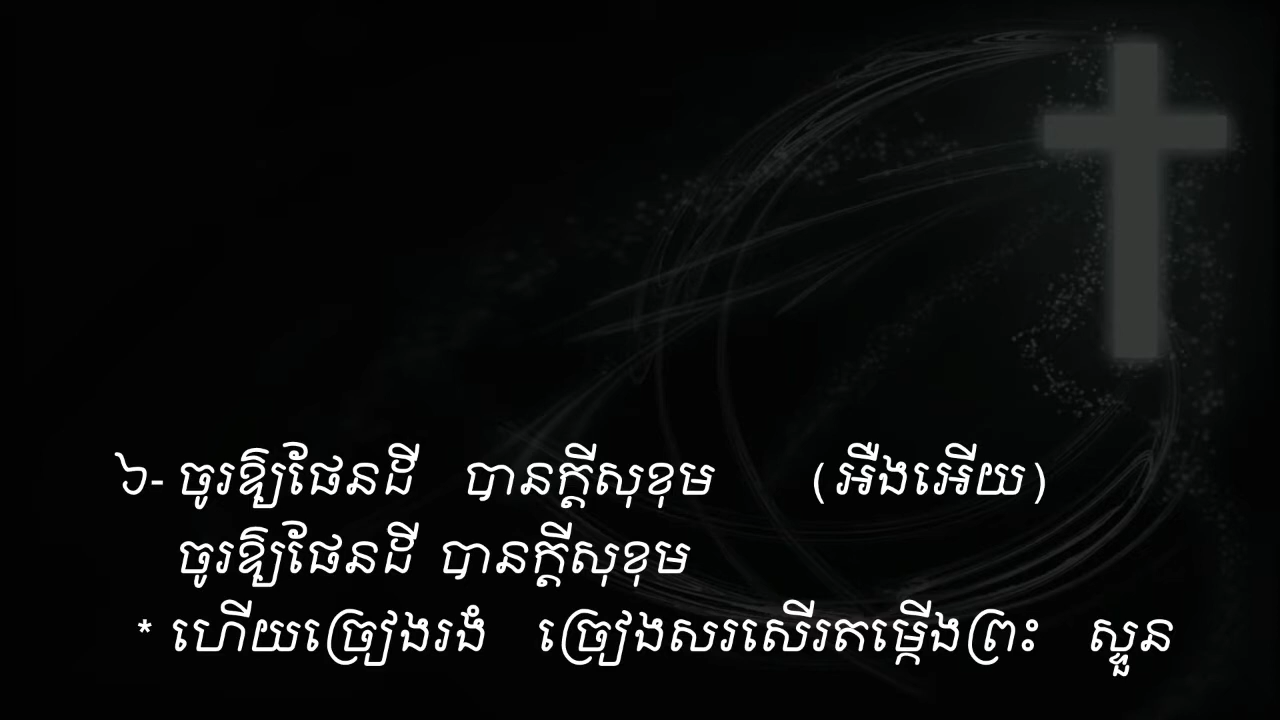 ៦- ចូរឱ្យផែនដី បានក្តីសុខុម (អឺងអើយ)
ចូរឱ្យផែនដី បានក្តីសុខុម
* ហើយច្រៀងរងំ ច្រៀងសរសើរតម្កើងព្រះ ស្ទួន